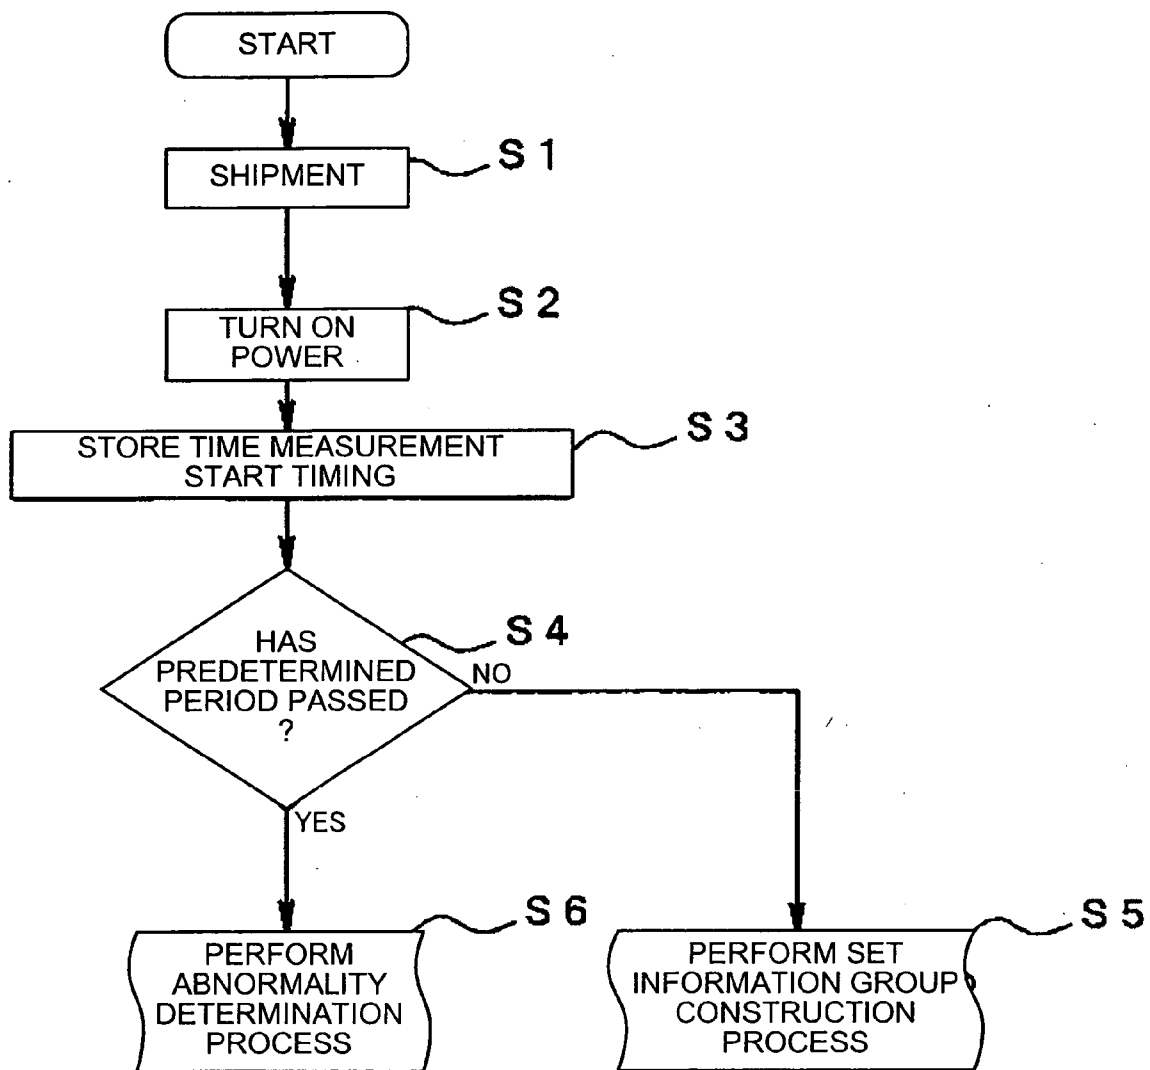 START
SHIPMENT
S 1
TURN ON
POWER
S 2
STORE TIME MEASUREMENT
START TIMING
S 3
HAS
PREDETERMINED
PERIOD PASSED
?
S 4
NO
YES
PERFORM
ABNORMALITY
DETERMINATION
PROCESS
S 6
PERFORM SET
INFORMATION GROUP
CONSTRUCTION
PROCESS
S 5